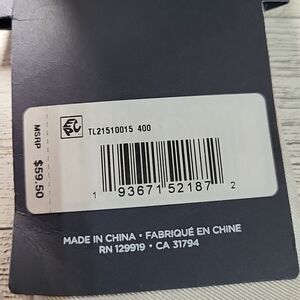 TL21510015 400
MSRP $59.50
1 93671 52187 2
MADE IN CHINA • FABRIQUÉ EN CHINE
RN 129919 • CA 31794